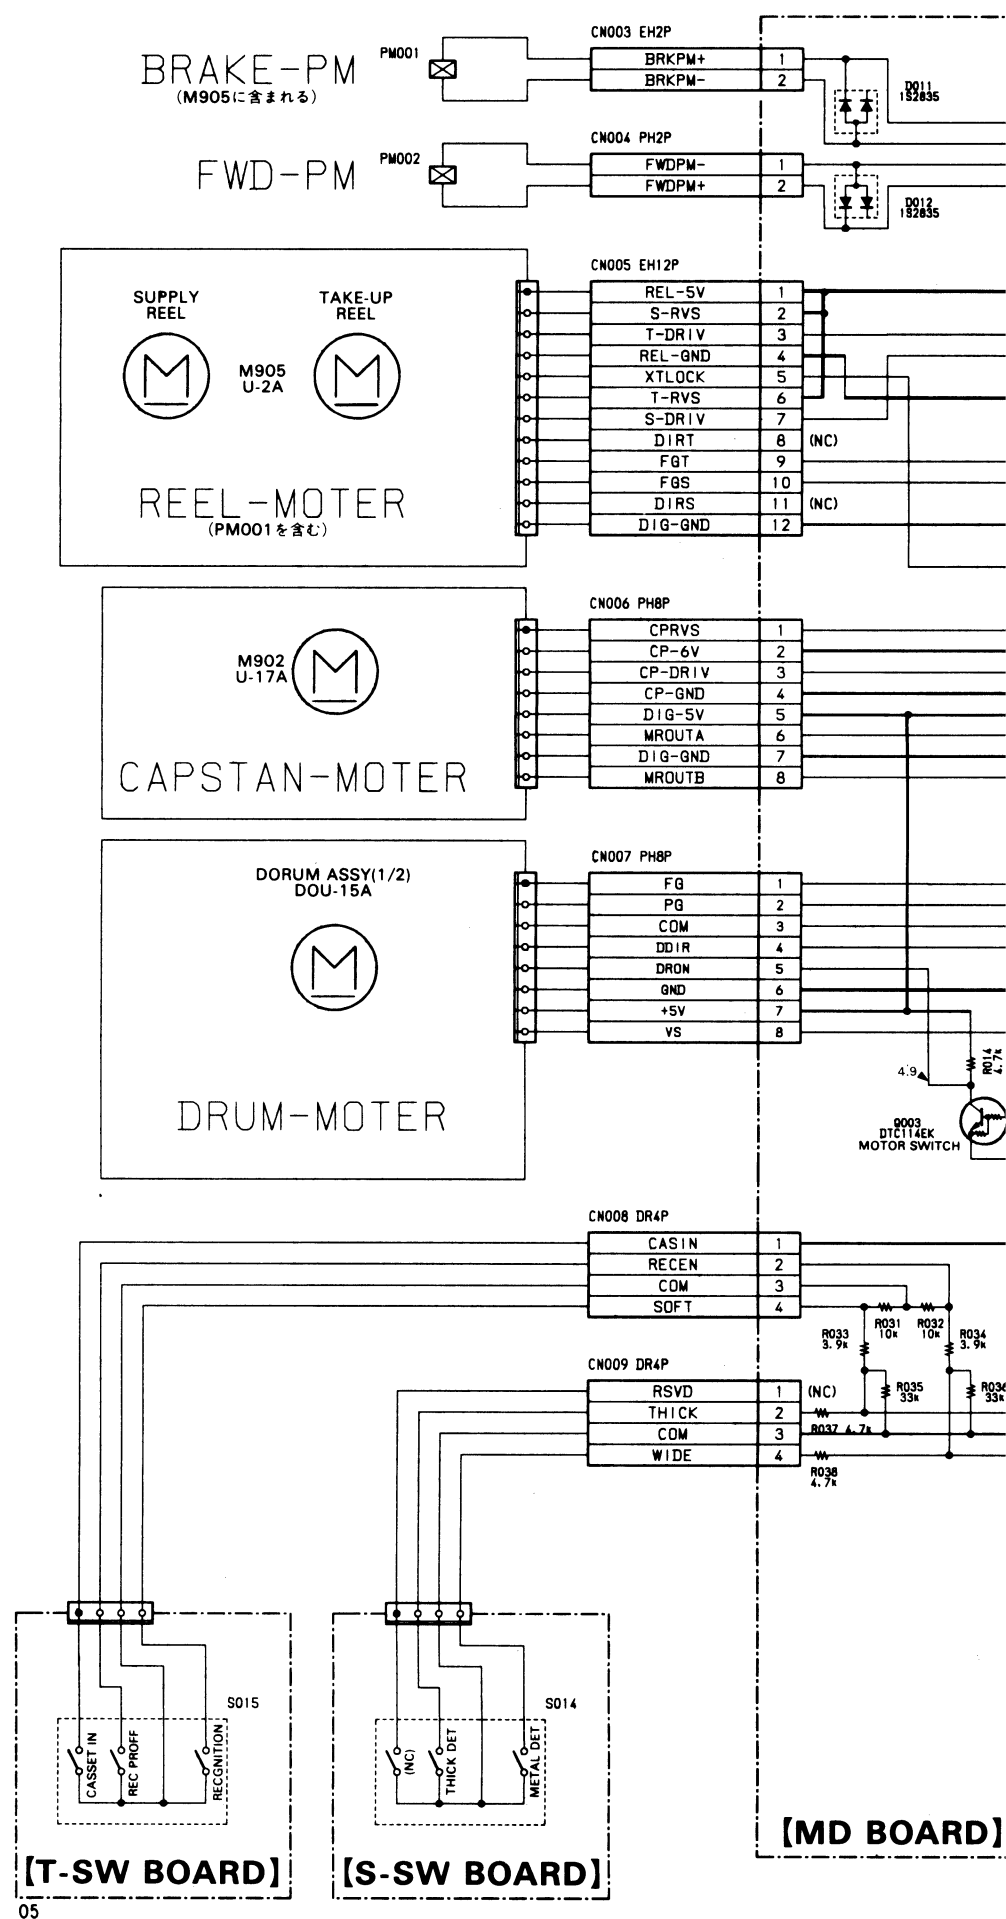 BRAKE-PM
(M905に含まれる)
PM001
CN003 EH2P
BRKPM+ 1
BRKPM- 2
D011
1S2835
FWD-PM
PM002
CN004 PH2P
FWDPM- 1
FWDPM+ 2
D012
1S2835
SUPPLY
REEL
TAKE-UP
REEL
M905
U-2A
REEL-MOTER
(PM001を含む)
CN005 EH12P
REL-5V 1
S-RVS 2
T-DRIV 3
REL-GND 4
XTLOCK 5
T-RVS 6
S-DRIV 7
DIRT 8 (NC)
FGT 9
FGS 10
DIRS 11 (NC)
DIG-GND 12
M902
U-17A
CAPSTAN-MOTER
CN006 PH8P
CPRVS 1
CP-6V 2
CP-DRIV 3
CP-GND 4
DIG-5V 5
MROUTA 6
DIG-GND 7
MROUTB 8
DORUM ASSY(1/2)
DOU-15A
DRUM-MOTER
CN007 PH8P
FG 1
PG 2
COM 3
DDIR 4
DRON 5
GND 6
+5V 7
VS 8
R014
4.7k
4.9
Q003
DTC114EK
MOTOR SWITCH
CN008 DR4P
CASIN 1
RECEN 2
COM 3
SOFT 4
R031
10k
R032
10k
R033
3.9k
R034
3.9k
R035
33k
R036
33k
CN009 DR4P
RSVD 1 (NC)
THICK 2
COM 3
WIDE 4
R037 4.7k
R038
4.7k
S015
CASSET IN
REC PROFF
RECGNITION
【T-SW BOARD】
S014
(NC)
THICK DET
METAL DET
【S-SW BOARD】
【MD BOARD】
05